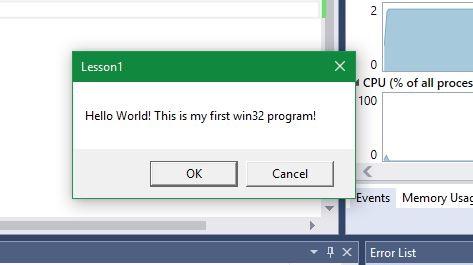 Lesson1
Hello World! This is my first win32 program!
OK
Cancel
2
0
CPU (% of all proce
100
0
Events
Memory Usag
Error List